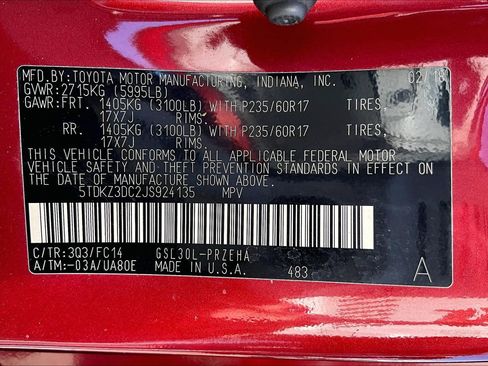 MFD.BY:TOYOTA MOTOR MANUFACTURING, INDIANA, INC. 02/18
GVWR: 2715KG (5995LB)
GAWR:FRT. 1405KG (3100LB) WITH P235/60R17 TIRES,
17X7J RIMS.
RR. 1405KG (3100LB) WITH P235/60R17 TIRES,
17X7J RIMS.
THIS VEHICLE CONFORMS TO ALL APPLICABLE FEDERAL MOTOR
VEHICLE SAFETY AND THEFT PREVENTION STANDARDS IN EFFECT
ON THE DATE OF MANUFACTURE SHOWN ABOVE.
5TDKZ3DC2JS924135 MPV
C/TR:3Q3/FC14 GSL30L-PRZEHA
A/TM:-03A/UA80E MADE IN U.S.A. 483 A